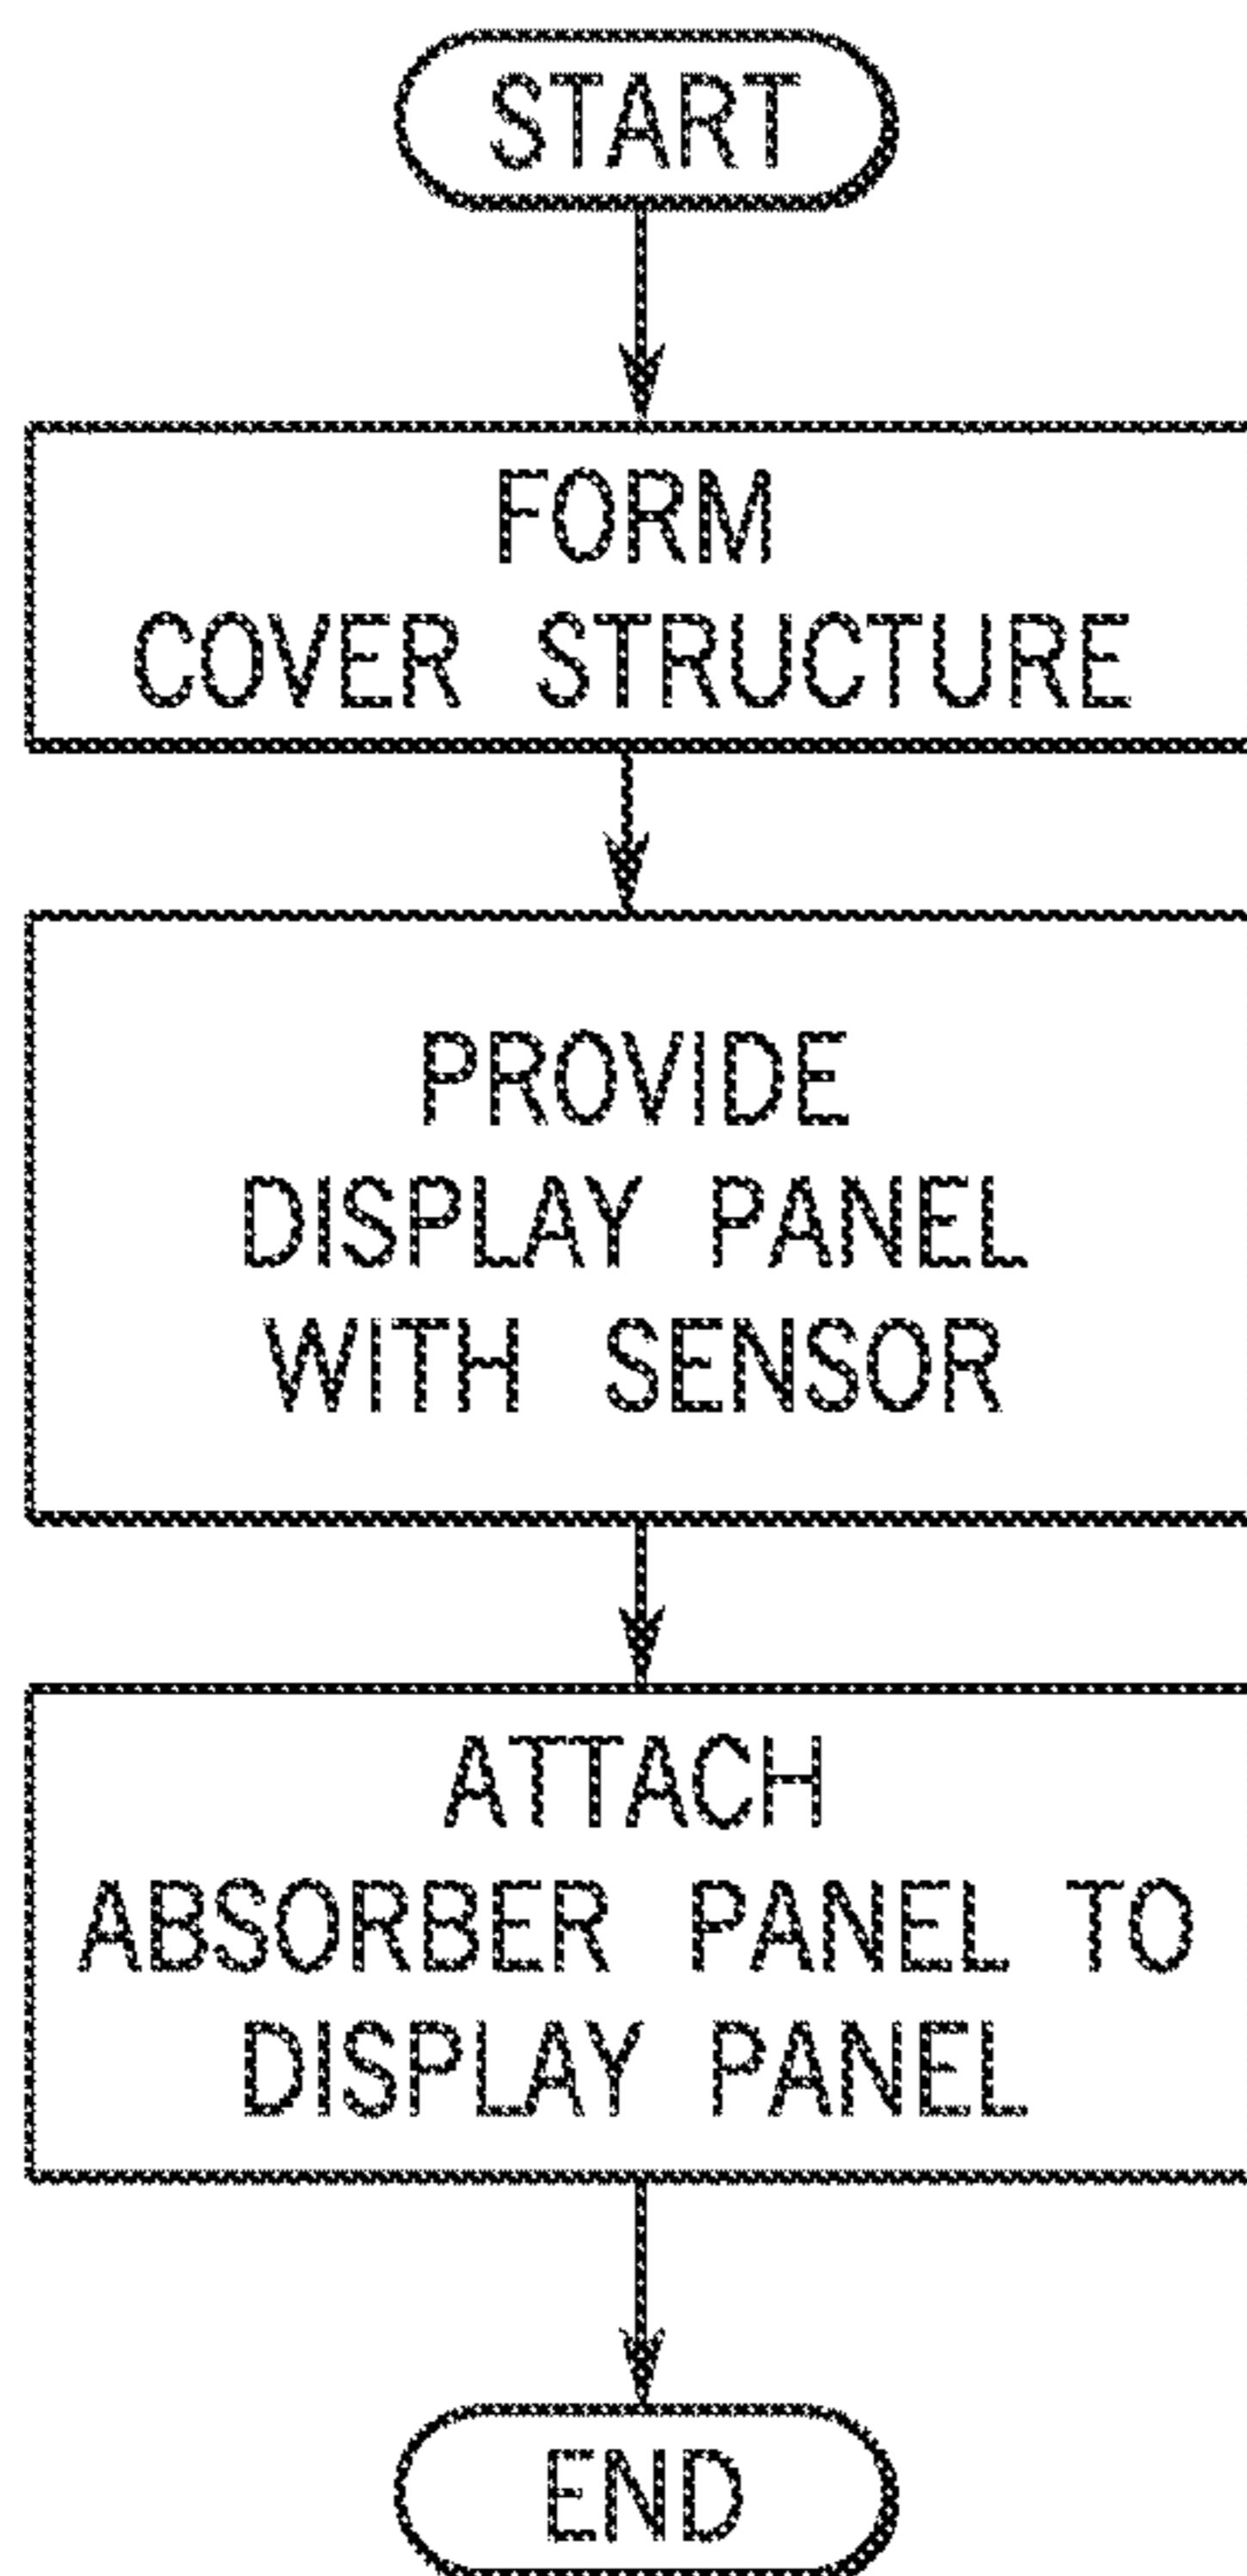 START
FORM
COVER STRUCTURE
PROVIDE
DISPLAY PANEL
WITH SENSOR
ATTACH
ABSORBER PANEL TO
DISPLAY PANEL
END